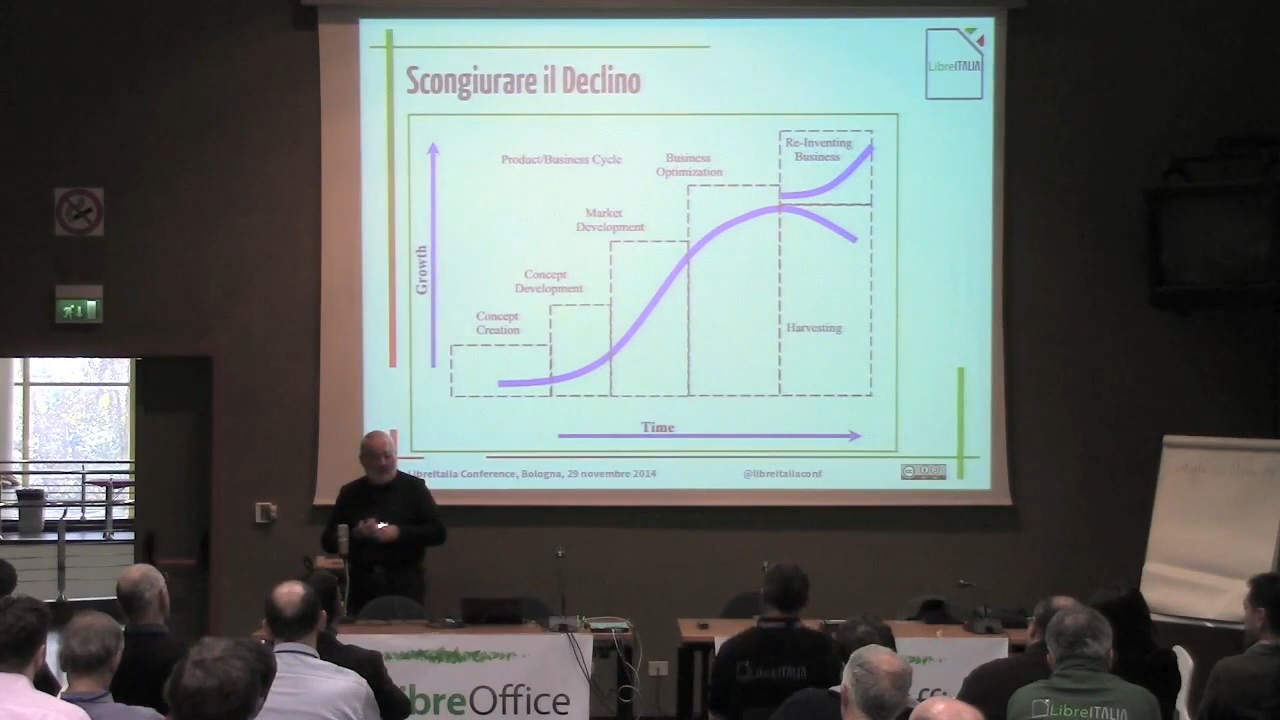 LibreITALIA
Scongiurare il Declino
Product/Business Cycle
Business
Optimization
Re-Inventing
Business
Market
Development
Growth
Concept
Development
Concept
Creation
Harvesting
Time
LibreItalia Conference, Bologna, 29 novembre 2014
@libreitaliaconf
LibreITALIA
LibreOffice
LibreITALIA